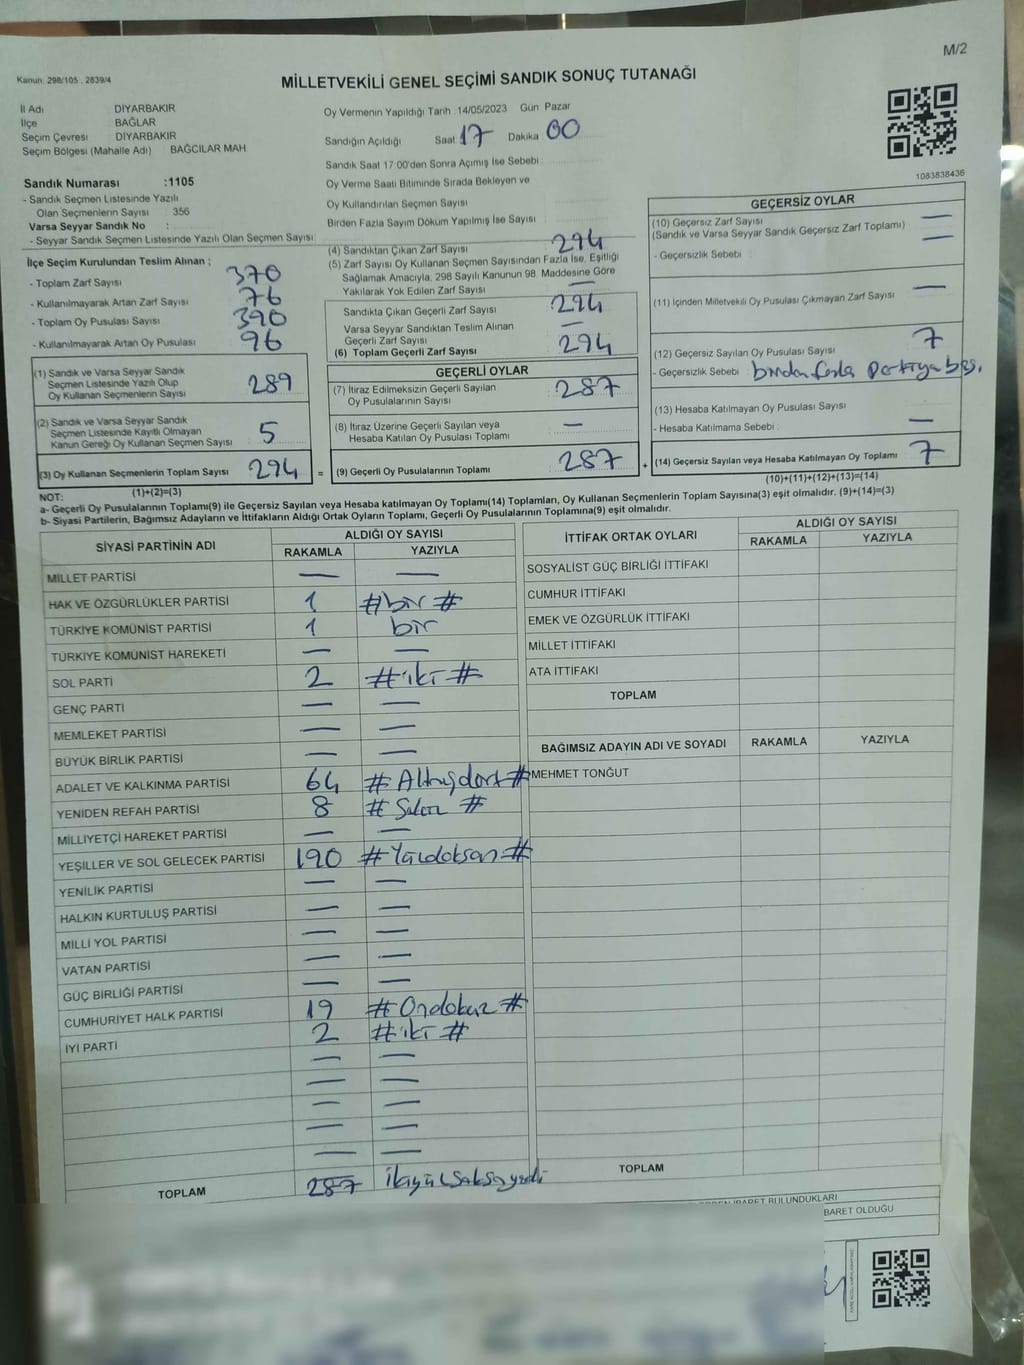 M/2
Kanun: 298/105 , 2839/4
MİLLETVEKİLİ GENEL SEÇİMİ SANDIK SONUÇ TUTANAĞI
İl Adı DİYARBAKIR
İlçe BAĞLAR
Seçim Çevresi DİYARBAKIR
Seçim Bölgesi (Mahalle Adı) BAĞCILAR MAH
Sandık Numarası :1105
- Sandık Seçmen Listesinde Yazılı
Olan Seçmenlerin Sayısı : 356
Varsa Seyyar Sandık No :
- Seyyar Sandık Seçmen Listesinde Yazılı Olan Seçmen Sayısı:
Oy Vermenin Yapıldığı Tarih :14/05/2023 Gün: Pazar
Sandığın Açıldığı Saat 17 Dakika 00
Sandık Saat 17:00'den Sonra Açımış İse Sebebi :
Oy Verme Saati Bitiminde Sırada Bekleyen ve
Oy Kullandırılan Seçmen Sayısı
Birden Fazla Sayım Döküm Yapılmış İse Sayısı :
1083838436
İlçe Seçim Kurulundan Teslim Alınan ;
- Toplam Zarf Sayısı 370
- Kullanılmayarak Artan Zarf Sayısı 76
- Toplam Oy Pusulası Sayısı 390
- Kullanılmayarak Artan Oy Pusulası 96
(4) Sandıktan Çıkan Zarf Sayısı 294
(5) Zarf Sayısı Oy Kullanan Seçmen Sayısından Fazla İse, Eşitliği
Sağlamak Amacıyla; 298 Sayılı Kanunun 98. Maddesine Göre
Yakılarak Yok Edilen Zarf Sayısı —
Sandıkta Çıkan Geçerli Zarf Sayısı 294
Varsa Seyyar Sandıktan Teslim Alınan
Geçerli Zarf Sayısı —
(6) Toplam Geçerli Zarf Sayısı 294
GEÇERSİZ OYLAR
(10) Geçersiz Zarf Sayısı —
(Sandık ve Varsa Seyyar Sandık Geçersiz Zarf Toplamı) —
- Geçersizlik Sebebi :
(11) İçinden Milletvekili Oy Pusulası Çıkmayan Zarf Sayısı —
(12) Geçersiz Sayılan Oy Pusulası Sayısı 7
- Geçersizlik Sebebi : birden fazla partiye
(13) Hesaba Katılmayan Oy Pusulası Sayısı
- Hesaba Katılmama Sebebi : —
(14) Geçersiz Sayılan veya Hesaba Katılmayan Oy Toplamı 7
(10)+(11)+(12)+(13)=(14)
(1) Sandık ve Varsa Seyyar Sandık
Seçmen Listesinde Yazılı Olup
Oy Kullanan Seçmenlerin Sayısı 289
(2) Sandık ve Varsa Seyyar Sandık
Seçmen Listesinde Kayıtlı Olmayan
Kanun Gereği Oy Kullanan Seçmen Sayısı 5
(3) Oy Kullanan Seçmenlerin Toplam Sayısı 294 =
(1)+(2)=(3)
GEÇERLİ OYLAR
(7) İtiraz Edilmeksizin Geçerli Sayılan
Oy Pusulalarının Sayısı 287
(8) İtiraz Üzerine Geçerli Sayılan veya
Hesaba Katılan Oy Pusulası Toplamı —
(9) Geçerli Oy Pusulalarının Toplamı 287 +
NOT:
a- Geçerli Oy Pusulalarının Toplamı(9) ile Geçersiz Sayılan veya Hesaba katılmayan Oy Toplamı(14) Toplamları, Oy Kullanan Seçmenlerin Toplam Sayısına(3) eşit olmalıdır. (9)+(14)=(3)
b- Siyasi Partilerin, Bağımsız Adayların ve İttifakların Aldığı Ortak Oyların Toplamı, Geçerli Oy Pusulalarının Toplamına(9) eşit olmalıdır.
SİYASİ PARTİNİN ADI ALDIĞI OY SAYISI
RAKAMLA YAZIYLA
MİLLET PARTİSİ — —
HAK VE ÖZGÜRLÜKLER PARTİSİ 1 #bir#
TÜRKİYE KOMÜNİST PARTİSİ 1 bir
TÜRKİYE KOMÜNİST HAREKETİ — —
SOL PARTİ 2 #iki#
GENÇ PARTİ — —
MEMLEKET PARTİSİ — —
BÜYÜK BİRLİK PARTİSİ — —
ADALET VE KALKINMA PARTİSİ 64 #Altmışdört#
YENİDEN REFAH PARTİSİ 8 #Sekiz#
MİLLİYETÇİ HAREKET PARTİSİ — —
YEŞİLLER VE SOL GELECEK PARTİSİ 190 #Yüzdoksan#
YENİLİK PARTİSİ — —
HALKIN KURTULUŞ PARTİSİ — —
MİLLİ YOL PARTİSİ — —
VATAN PARTİSİ — —
GÜÇ BİRLİĞİ PARTİSİ — —
CUMHURİYET HALK PARTİSİ 19 #Ondokuz#
İYİ PARTİ 2 #iki#
— —
— —
— —
— —
— —
TOPLAM 287 ikiyüzseksenyedi
İTTİFAK ORTAK OYLARI ALDIĞI OY SAYISI
RAKAMLA YAZIYLA
SOSYALİST GÜÇ BİRLİĞİ İTTİFAKI
CUMHUR İTTİFAKI
EMEK VE ÖZGÜRLÜK İTTİFAKI
MİLLET İTTİFAKI
ATA İTTİFAKI
TOPLAM
BAĞIMSIZ ADAYIN ADI VE SOYADI RAKAMLA YAZIYLA
MEHMET TONĞUT
TOPLAM
İBARET BULUNDUKLARI
İBARET OLDUĞU